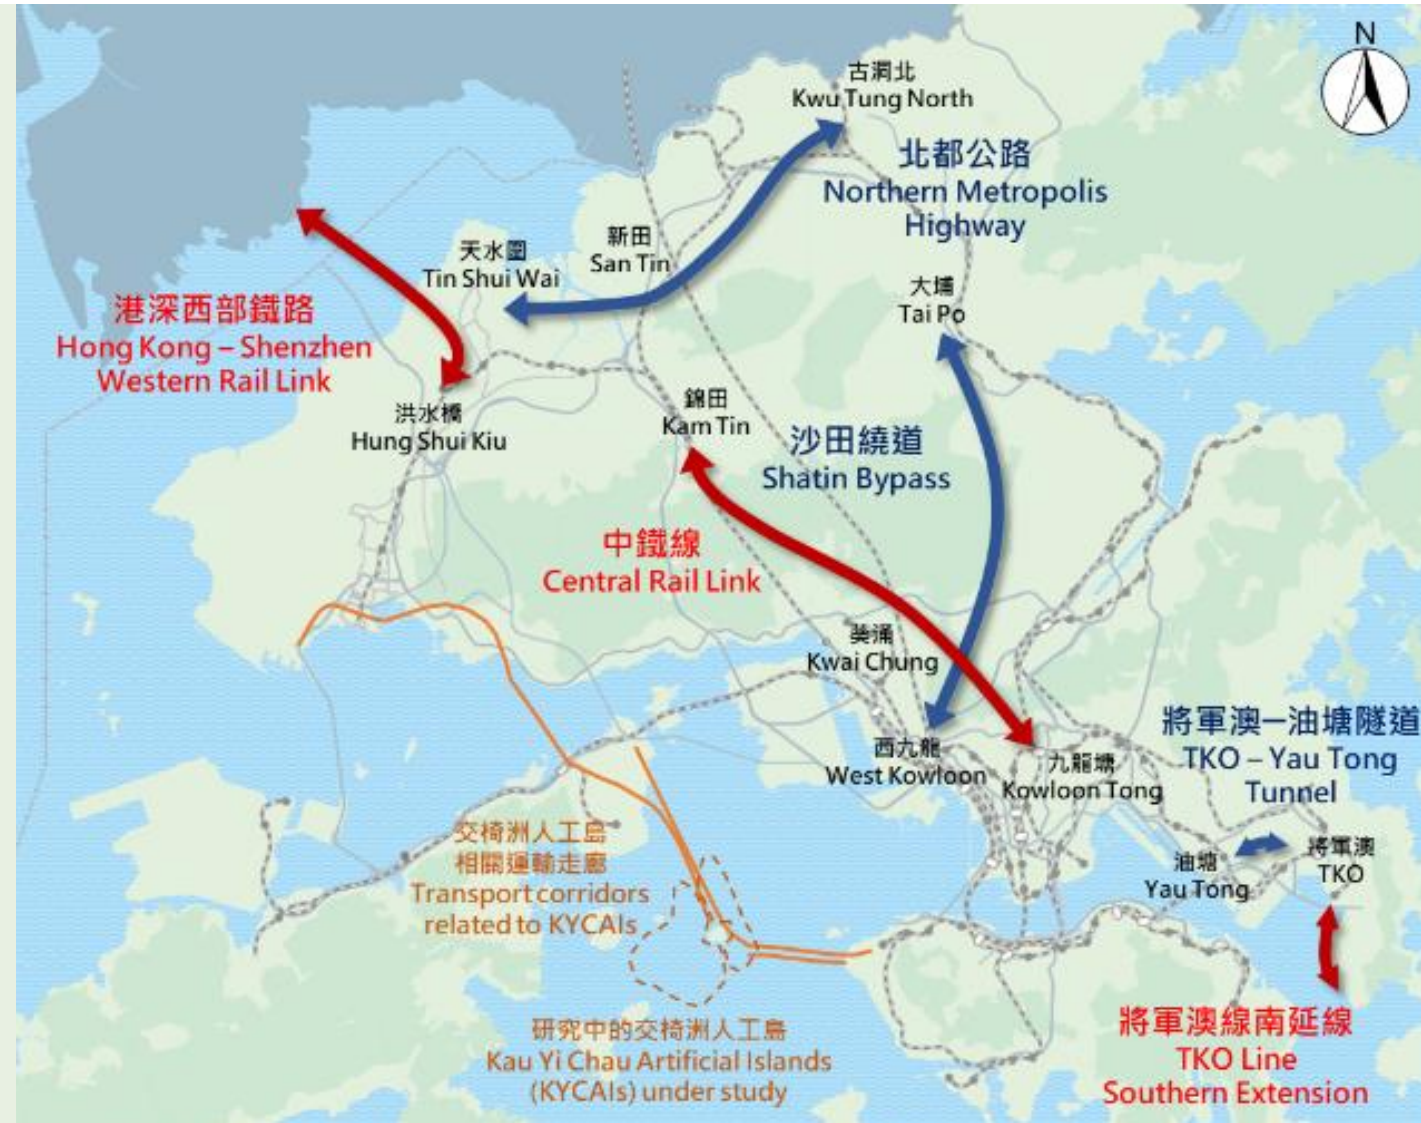 N
古洞北
Kwu Tung North
北都公路
Northern Metropolis
Highway
新田
San Tin
天水圍
Tin Shui Wai
大埔
Tai Po
港深西部鐵路
Hong Kong – Shenzhen
Western Rail Link
洪水橋
Hung Shui Kiu
錦田
Kam Tin
沙田繞道
Shatin Bypass
中鐵線
Central Rail Link
葵涌
Kwai Chung
西九龍
West Kowloon
九龍塘
Kowloon Tong
將軍澳–油塘隧道
TKO – Yau Tong
Tunnel
油塘
Yau Tong
將軍澳
TKO
交椅洲人工島
相關運輸走廊
Transport corridors
related to KYCAIs
研究中的交椅洲人工島
Kau Yi Chau Artificial Islands
(KYCAIs) under study
將軍澳線南延線
TKO Line
Southern Extension